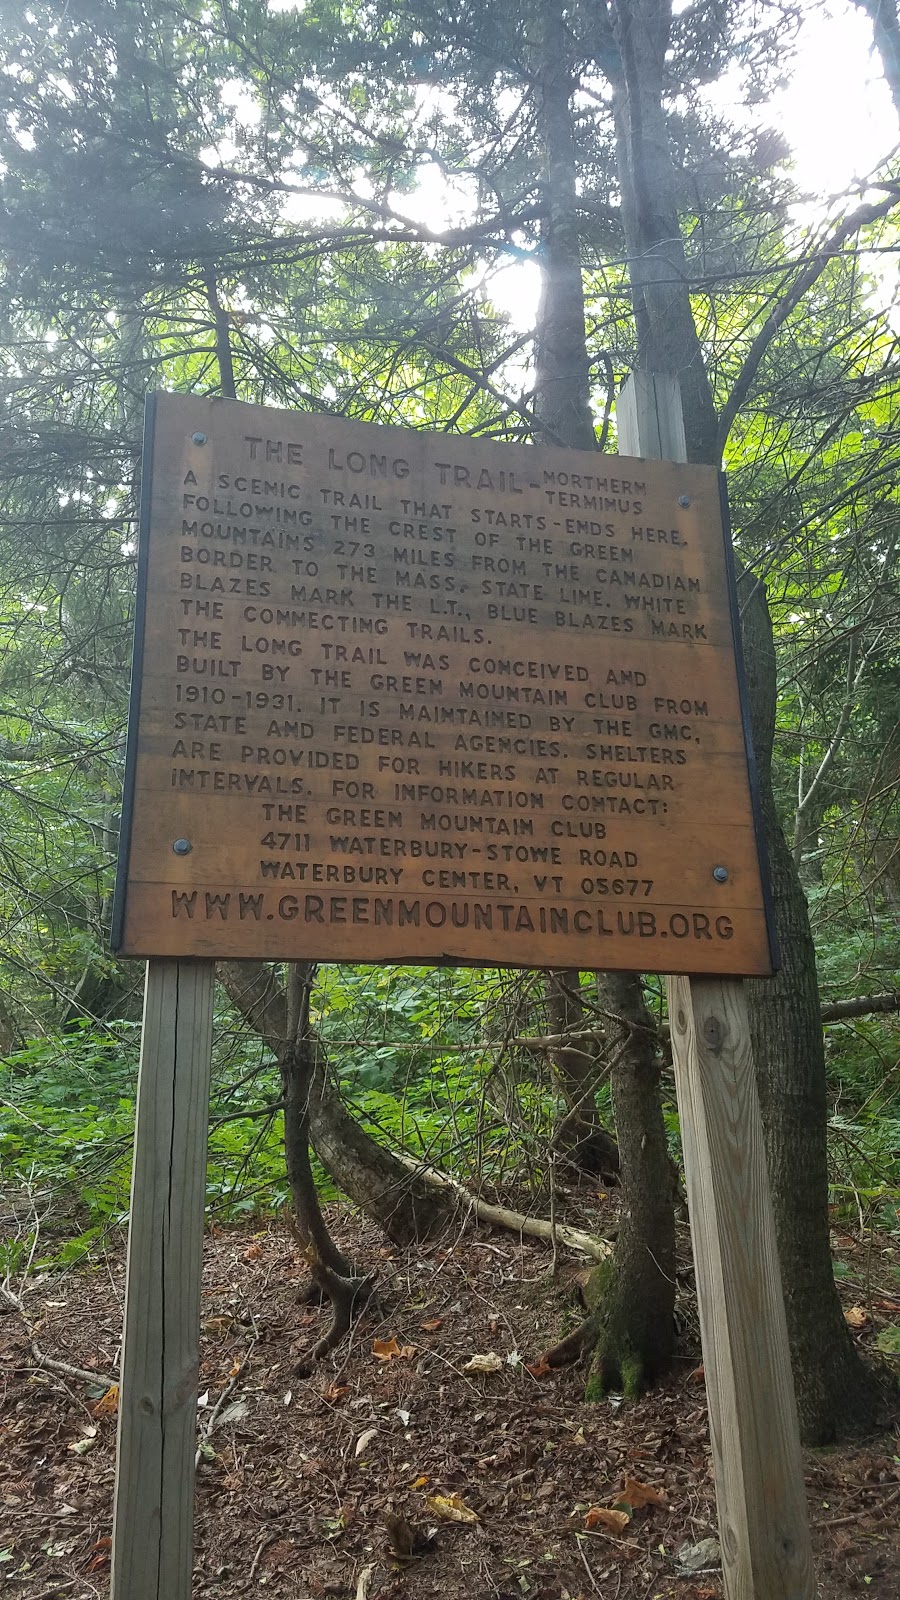 THE LONG TRAIL - NORTHERN TERMINUS
A SCENIC TRAIL THAT STARTS-ENDS HERE,
FOLLOWING THE CREST OF THE GREEN
MOUNTAINS 273 MILES FROM THE CANADIAN
BORDER TO THE MASS. STATE LINE. WHITE
BLAZES MARK THE L.T., BLUE BLAZES MARK
THE CONNECTING TRAILS.
THE LONG TRAIL WAS CONCEIVED AND
BUILT BY THE GREEN MOUNTAIN CLUB FROM
1910-1931. IT IS MAINTAINED BY THE GMC,
STATE AND FEDERAL AGENCIES. SHELTERS
ARE PROVIDED FOR HIKERS AT REGULAR
INTERVALS. FOR INFORMATION CONTACT:
THE GREEN MOUNTAIN CLUB
4711 WATERBURY-STOWE ROAD
WATERBURY CENTER, VT 05677
WWW.GREENMOUNTAINCLUB.ORG